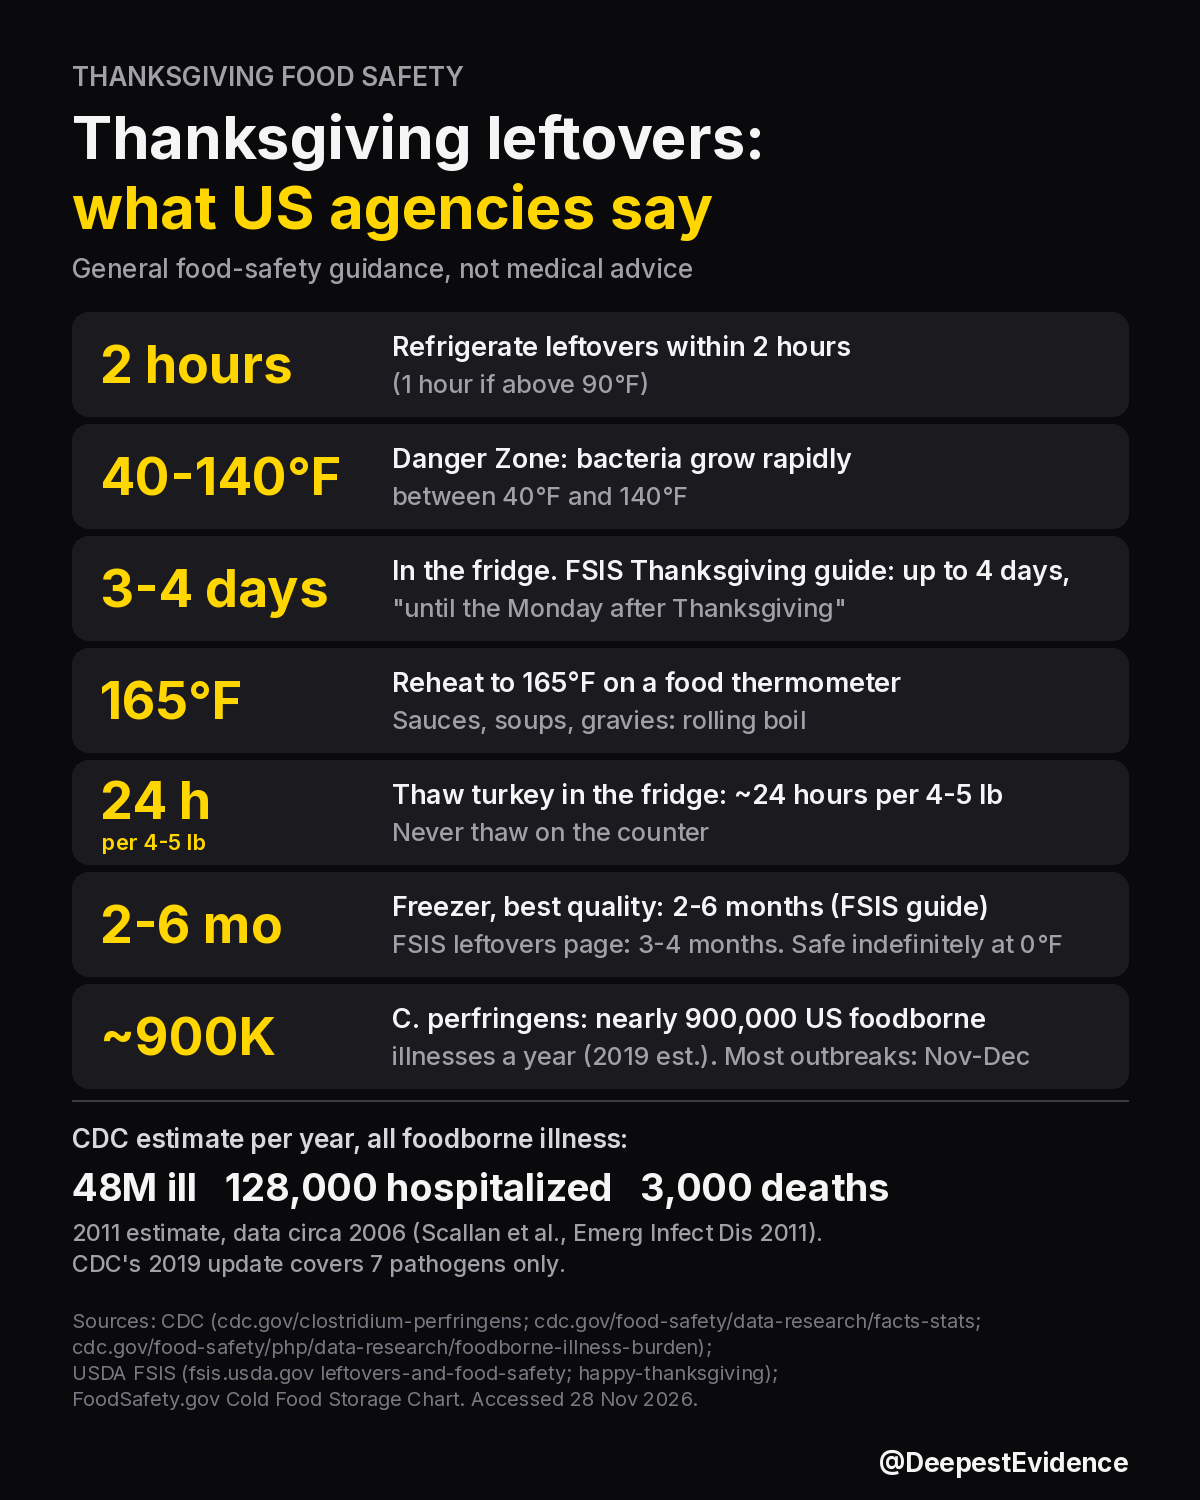 THANKSGIVING FOOD SAFETY
Thanksgiving leftovers:
what US agencies say
General food-safety guidance, not medical advice
2 hours
Refrigerate leftovers within 2 hours
(1 hour if above 90°F)
40-140°F
Danger Zone: bacteria grow rapidly
between 40°F and 140°F
3-4 days
In the fridge. FSIS Thanksgiving guide: up to 4 days,
"until the Monday after Thanksgiving"
165°F
Reheat to 165°F on a food thermometer
Sauces, soups, gravies: rolling boil
24 h
per 4-5 lb
Thaw turkey in the fridge: ~24 hours per 4-5 lb
Never thaw on the counter
2-6 mo
Freezer, best quality: 2-6 months (FSIS guide)
FSIS leftovers page: 3-4 months. Safe indefinitely at 0°F
~900K
C. perfringens: nearly 900,000 US foodborne
illnesses a year (2019 est.). Most outbreaks: Nov-Dec
CDC estimate per year, all foodborne illness:
48M ill 128,000 hospitalized 3,000 deaths
2011 estimate, data circa 2006 (Scallan et al., Emerg Infect Dis 2011).
CDC's 2019 update covers 7 pathogens only.
Sources: CDC (cdc.gov/clostridium-perfringens; cdc.gov/food-safety/data-research/facts-stats;
cdc.gov/food-safety/php/data-research/foodborne-illness-burden);
USDA FSIS (fsis.usda.gov leftovers-and-food-safety; happy-thanksgiving);
FoodSafety.gov Cold Food Storage Chart. Accessed 28 Nov 2026.
@DeepestEvidence